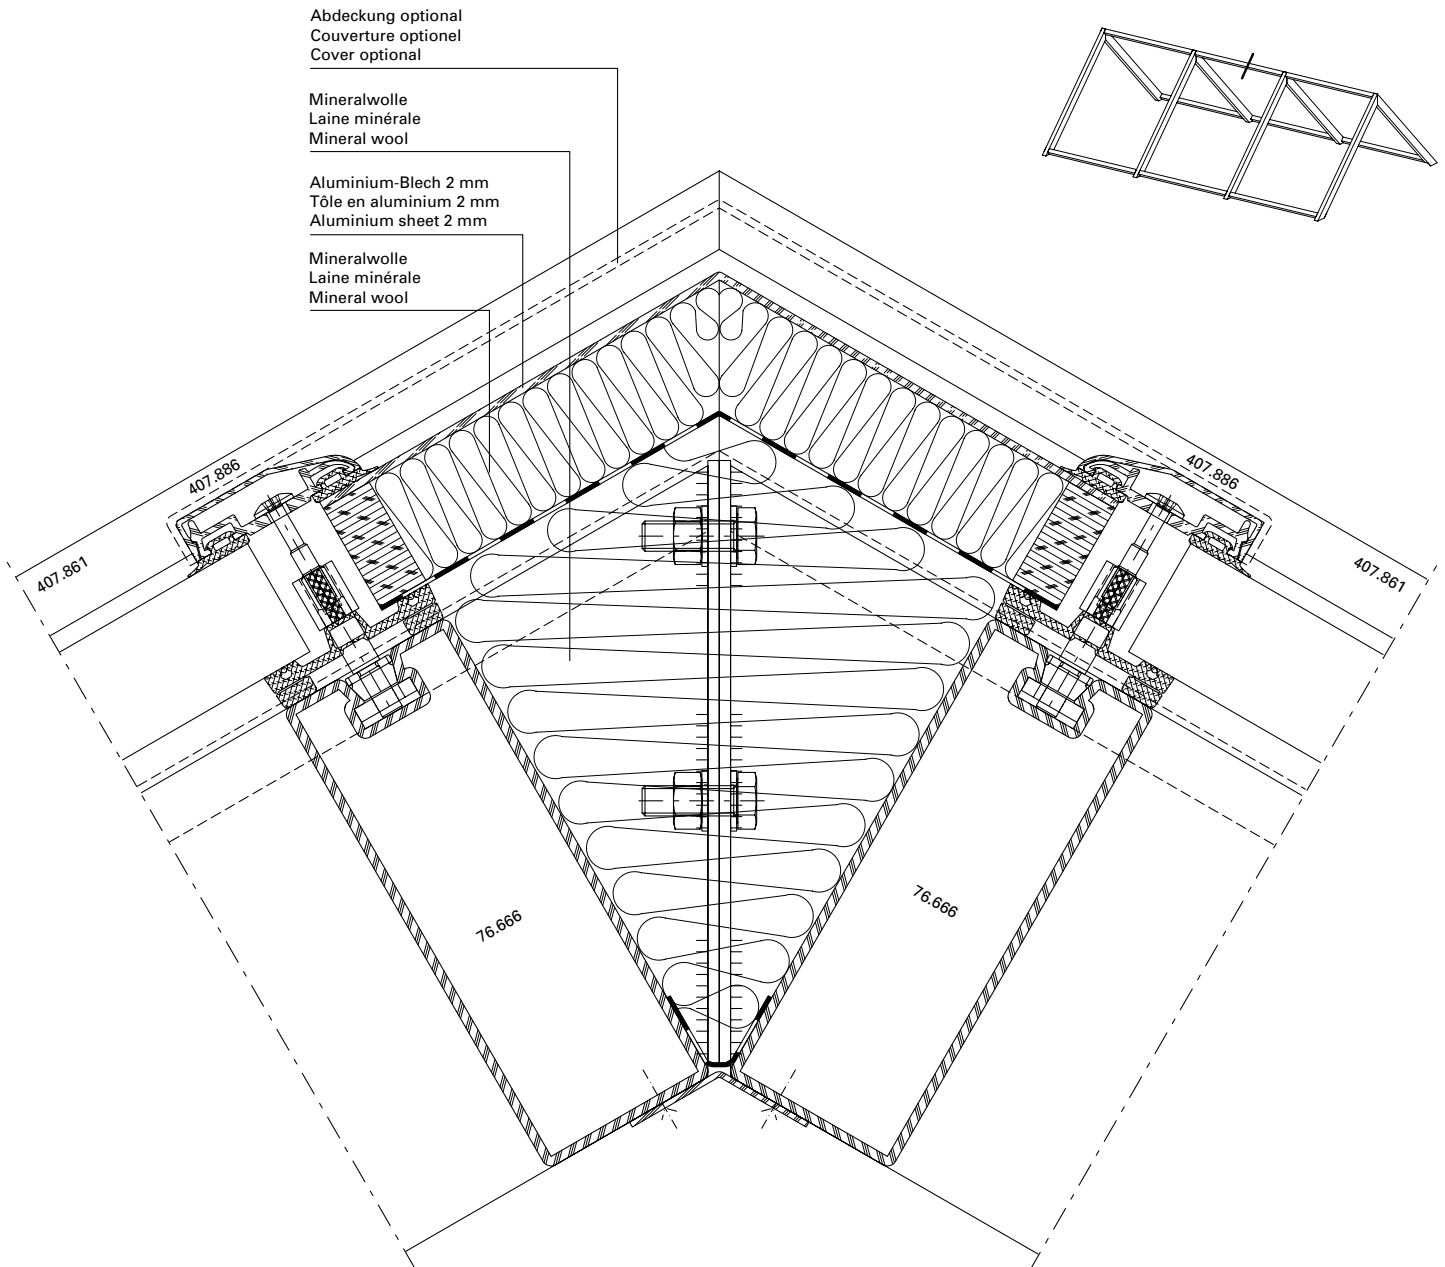 Abdeckung optional
Couverture optionel
Cover optional
Mineralwolle
Laine minérale
Mineral wool
Aluminium-Blech 2 mm
Tôle en aluminium 2 mm
Aluminium sheet 2 mm
Mineralwolle
Laine minérale
Mineral wool
407.886
407.886
407.861
407.861
76.666
76.666